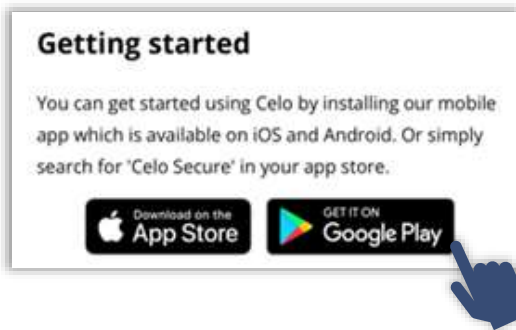 Getting started
You can get started using Celo by installing our mobile
app which is available on iOS and Android. Or simply
search for 'Celo Secure' in your app store.
Download on the
App Store
GET IT ON
Google Play